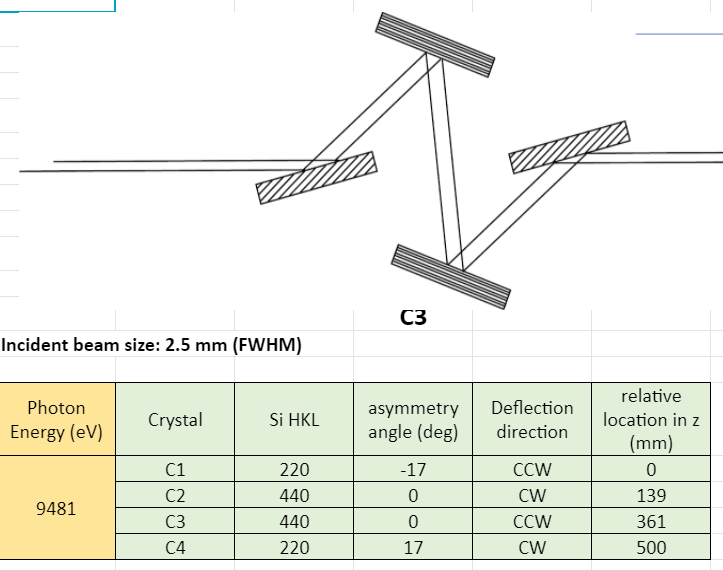 C3
Incident beam size: 2.5 mm (FWHM)
Photon Energy (eV) Crystal Si HKL asymmetry angle (deg) Deflection direction relative location in z (mm)
9481
C1 220 -17 CCW 0
C2 440 0 CW 139
C3 440 0 CCW 361
C4 220 17 CW 500